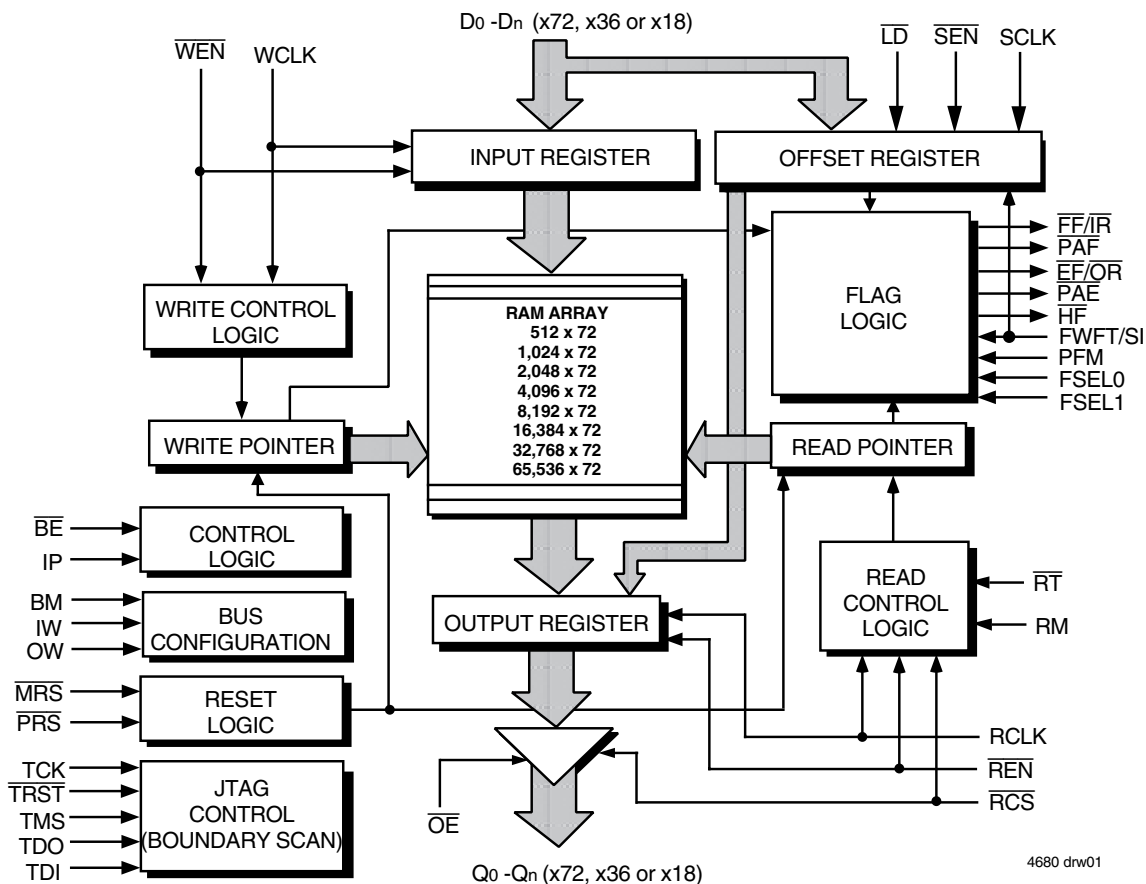 D0 -Dn (x72, x36 or x18)
WEN
WCLK
LD
SEN
SCLK
INPUT REGISTER
OFFSET REGISTER
FF/IR
PAF
EF/OR
PAE
HF
FWFT/SI
PFM
FSEL0
FSEL1
FLAG
LOGIC
WRITE CONTROL
LOGIC
RAM ARRAY
512 x 72
1,024 x 72
2,048 x 72
4,096 x 72
8,192 x 72
16,384 x 72
32,768 x 72
65,536 x 72
WRITE POINTER
READ POINTER
BE
IP
CONTROL
LOGIC
READ
CONTROL
LOGIC
RT
RM
BM
IW
OW
BUS
CONFIGURATION
OUTPUT REGISTER
MRS
PRS
RESET
LOGIC
RCLK
REN
RCS
TCK
TRST
TMS
TDO
TDI
JTAG
CONTROL
(BOUNDARY SCAN)
OE
Q0 -Qn (x72, x36 or x18)
4680 drw01